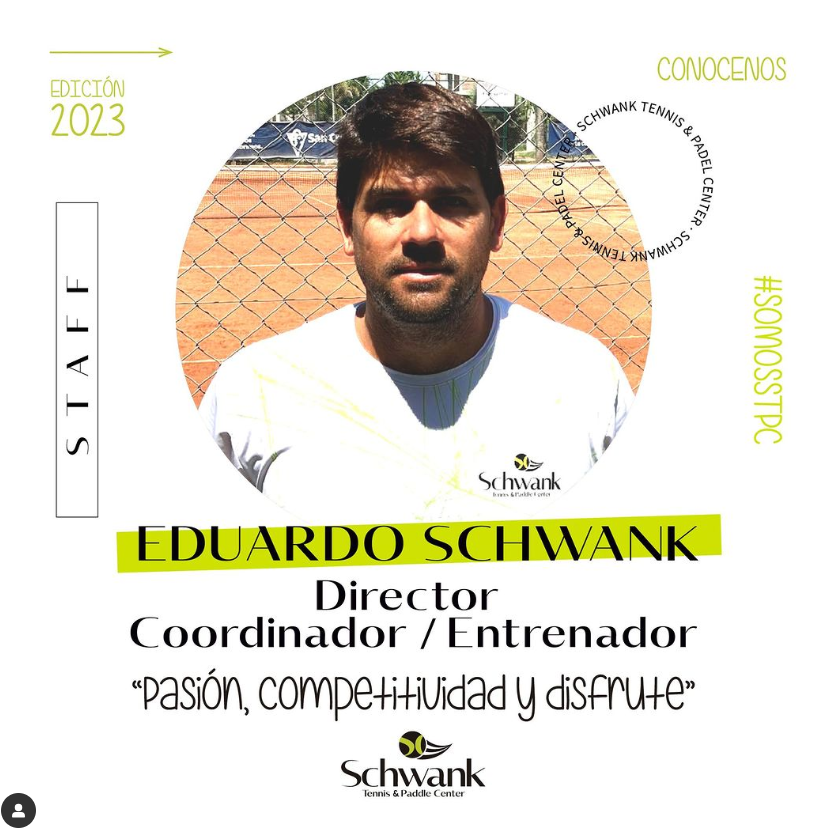 EDICIÓN
2023
CONOCENOS
SCHWANK TENNIS & PADEL CENTER · SCHWANK TENNIS & PADEL CENTER ·
STAFF
#SOMOSSTPC
San C
Schwank
Tennis & Paddle Center
EDUARDO SCHWANK
Director
Coordinador / Entrenador
“Pasión, competitividad y disfrute”
Schwank
Tennis & Paddle Center